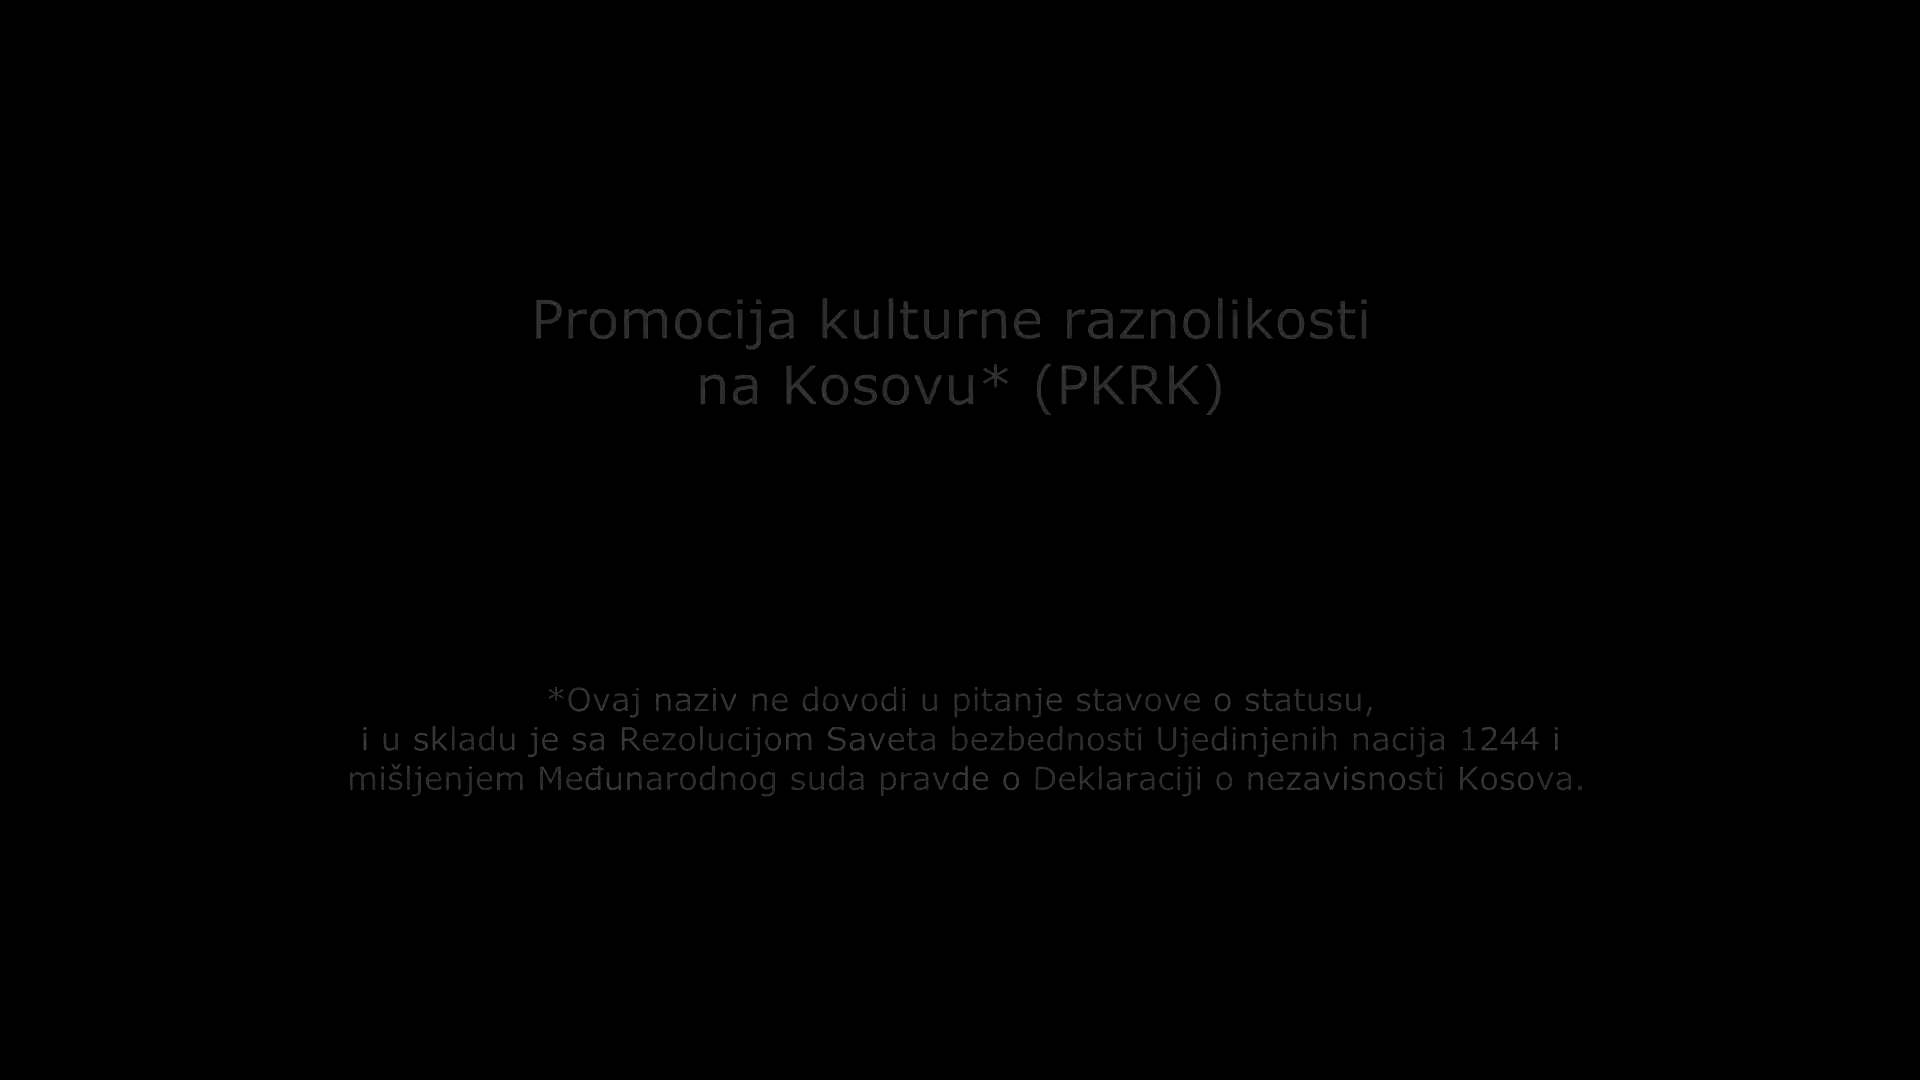 Promocija kulturne raznolikosti
na Kosovu* (PKRK)
*Ovaj naziv ne dovodi u pitanje stavove o statusu,
i u skladu je sa Rezolucijom Saveta bezbednosti Ujedinjenih nacija 1244 i
mišljenjem Međunarodnog suda pravde o Deklaraciji o nezavisnosti Kosova.